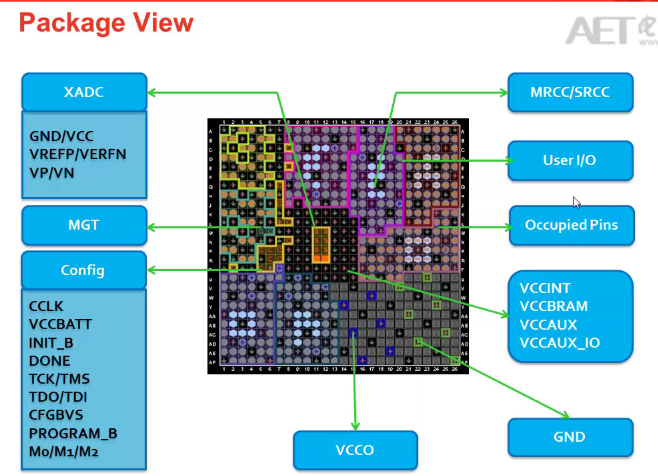 Package View
AET
XADC
GND/VCC
VREFP/VERFN
VP/VN
MGT
Config
CCLK
VCCBATT
INIT_B
DONE
TCK/TMS
TDO/TDI
CFGBVS
PROGRAM_B
M0/M1/M2
MRCC/SRCC
User I/O
Occupied Pins
VCCINT
VCCBRAM
VCCAUX
VCCAUX_IO
GND
VCCO